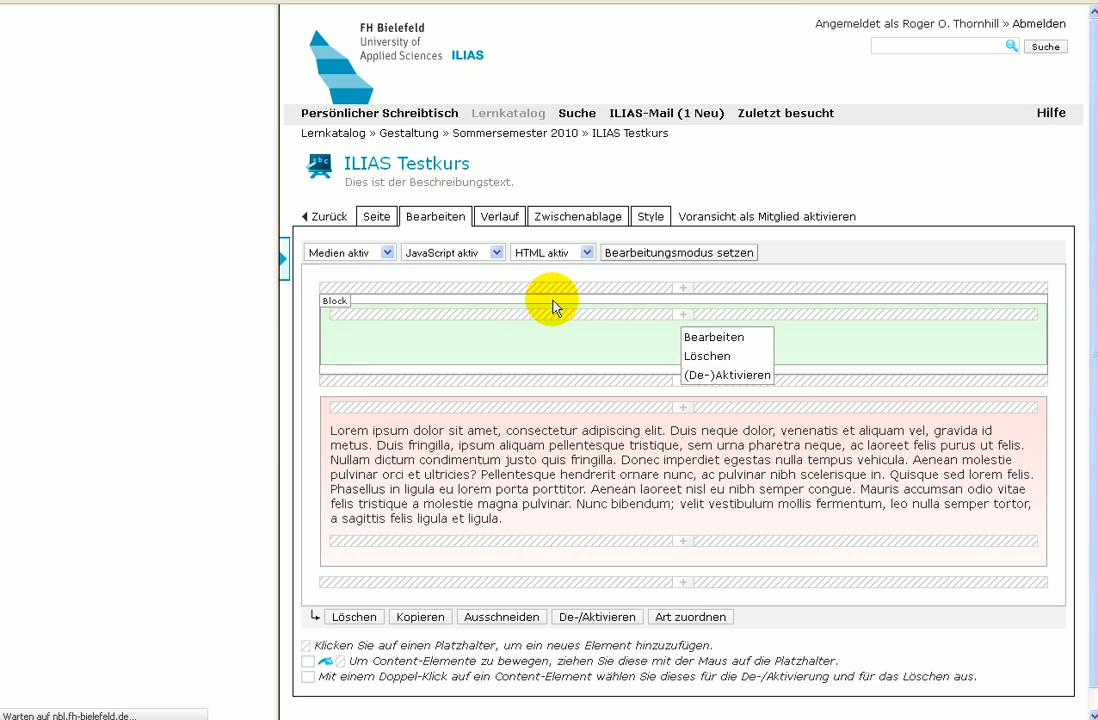 FH Bielefeld
University of
Applied Sciences ILIAS
Angemeldet als Roger O. Thornhill » Abmelden
Suche
Persönlicher Schreibtisch Lernkatalog Suche ILIAS-Mail (1 Neu) Zuletzt besucht Hilfe
Lernkatalog » Gestaltung » Sommersemester 2010 » ILIAS Testkurs
abc
ILIAS Testkurs
Dies ist der Beschreibungstext.
Zurück Seite Bearbeiten Verlauf Zwischenablage Style Voransicht als Mitglied aktivieren
Medien aktiv JavaScript aktiv HTML aktiv Bearbeitungsmodus setzen
+
Block
+
Bearbeiten
Löschen
(De-)Aktivieren
+
Lorem ipsum dolor sit amet, consectetur adipiscing elit. Duis neque dolor, venenatis et aliquam vel, gravida id
metus. Duis fringilla, ipsum aliquam pellentesque tristique, sem urna pharetra neque, ac laoreet felis purus ut felis.
Nullam dictum condimentum justo quis fringilla. Donec imperdiet egestas nulla tempus vehicula. Aenean molestie
pulvinar orci et ultricies? Pellentesque hendrerit ornare nunc, ac pulvinar nibh scelerisque in. Quisque sed lorem felis.
Phasellus in ligula eu lorem porta porttitor. Aenean laoreet nisl eu nibh semper congue. Mauris accumsan odio vitae
felis tristique a molestie magna pulvinar. Nunc bibendum; velit vestibulum mollis fermentum, leo nulla semper tortor,
a sagittis felis ligula et ligula.
+
+
Löschen Kopieren Ausschneiden De-/Aktivieren Art zuordnen
Klicken Sie auf einen Platzhalter, um ein neues Element hinzuzufügen.
Um Content-Elemente zu bewegen, ziehen Sie diese mit der Maus auf die Platzhalter.
Mit einem Doppel-Klick auf ein Content-Element wählen Sie dieses für die De-/Aktivierung und für das Löschen aus.
Warten auf nbl.fh-bielefeld.de...